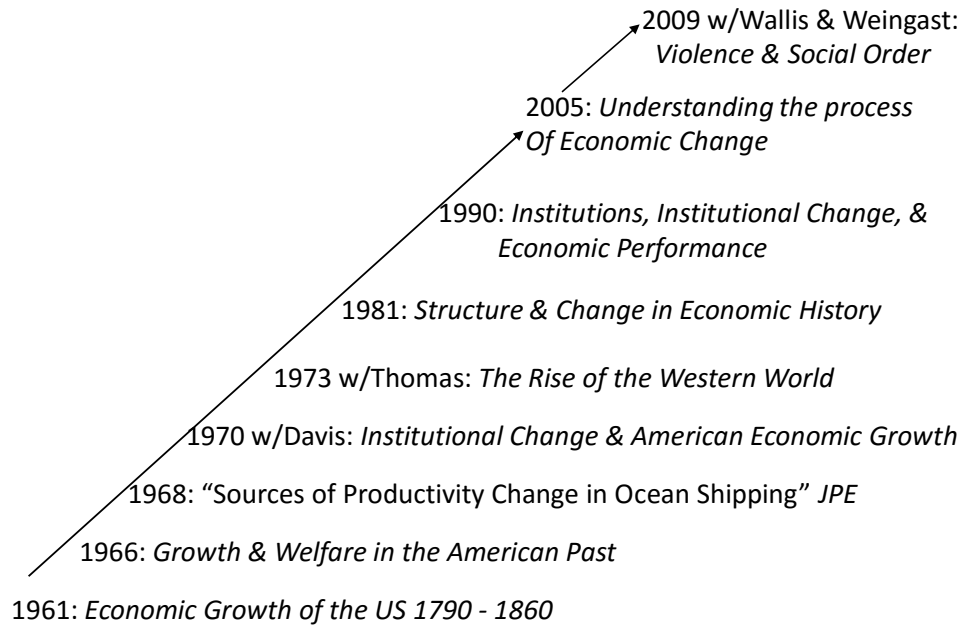 2009 w/Wallis & Weingast:
Violence & Social Order
2005: Understanding the process
Of Economic Change
1990: Institutions, Institutional Change, &
Economic Performance
1981: Structure & Change in Economic History
1973 w/Thomas: The Rise of the Western World
1970 w/Davis: Institutional Change & American Economic Growth
1968: “Sources of Productivity Change in Ocean Shipping” JPE
1966: Growth & Welfare in the American Past
1961: Economic Growth of the US 1790 - 1860